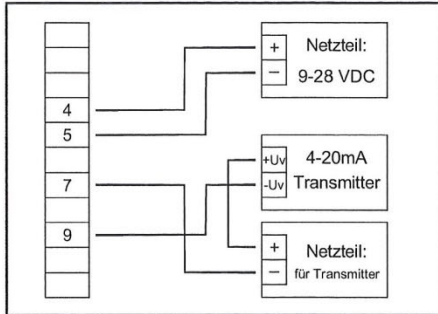 4
5
7
9
+
−
Netzteil:
9-28 VDC
+Uv
-Uv
4-20mA
Transmitter
+
−
Netzteil:
für Transmitter